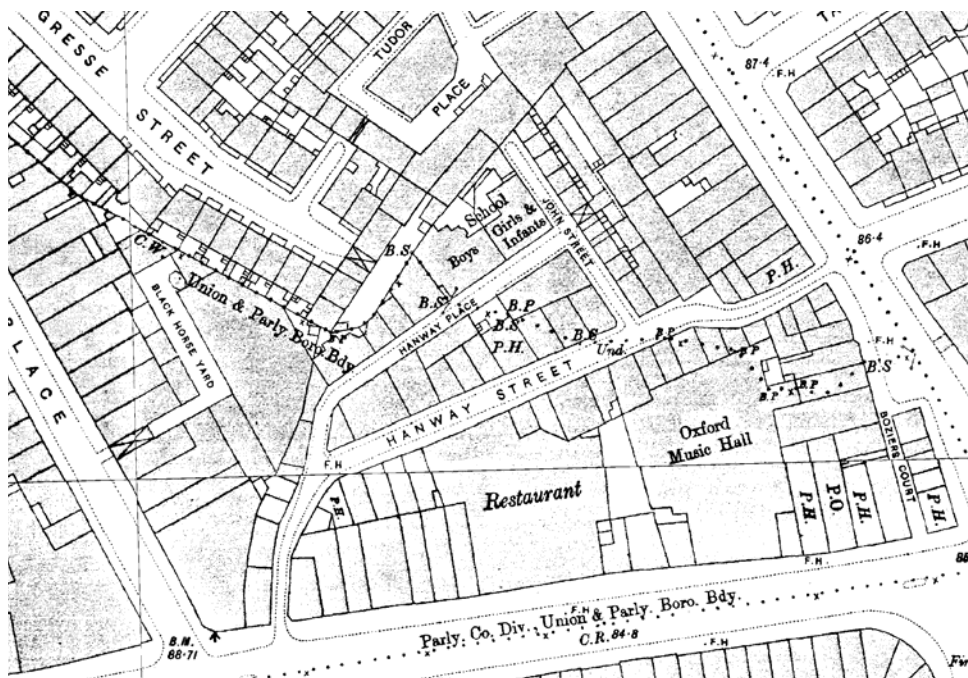 GRESSE
STREET
TUDOR
PLACE
87·4
F.H
TA
C.W.
Union & Parly. Boro. Bdy
BLACK HORSE YARD
PLACE
B.S.
School
Girls &
Infants
Boys
JOHN STREET
B.S.
HANWAY PLACE
B.P
B.S
P.H.
B.S.
Und.
B.P
B.P
P.H.
86·4
F.H
F.H
B.S
B.P
B.P
HANWAY STREET
Oxford
Music Hall
BOZIERS COURT
F.H
Restaurant
P.H.
P.H.
P.O
P.H.
P.H.
F.H.
F.H
Parly. Co. Div. Union & Parly. Boro. Bdy.
C.R. 84·8
F.H
B.M.
88·71